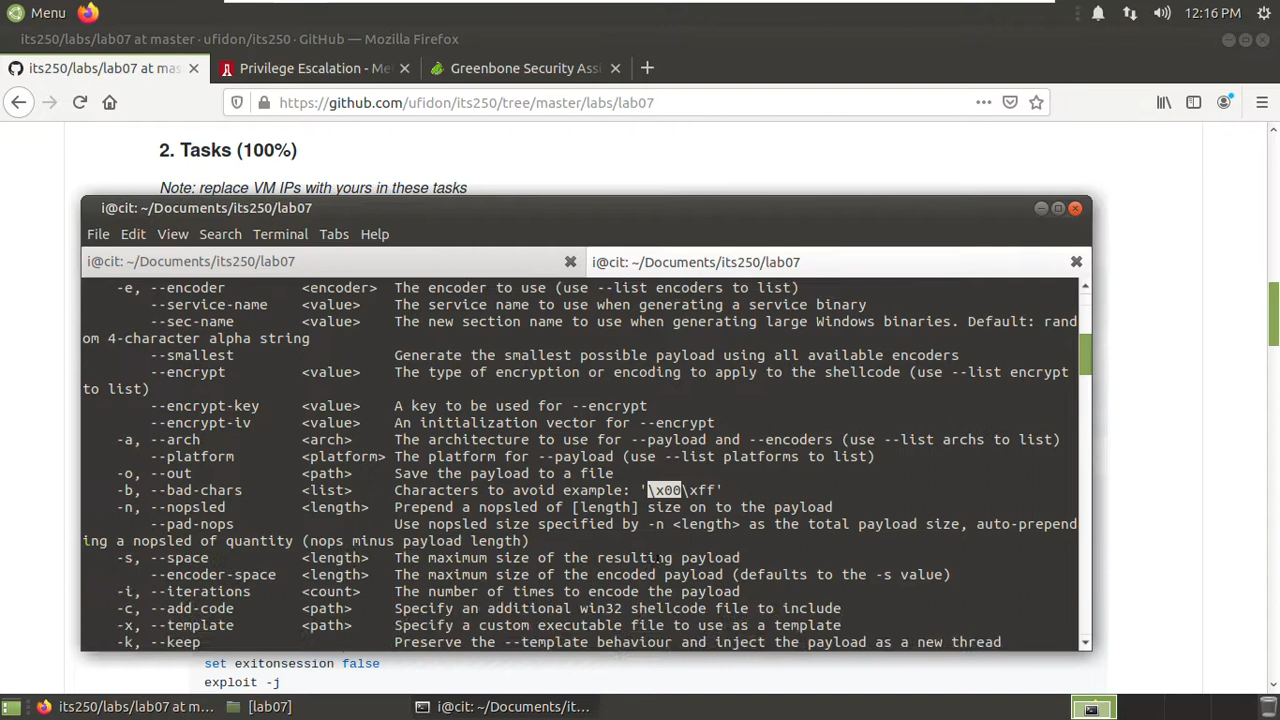 Menu
12:16 PM
its250/labs/lab07 at master · ufidon/its250 · GitHub — Mozilla Firefox
its250/labs/lab07 at mas
Privilege Escalation - Me
Greenbone Security Assi
https://github.com/ufidon/its250/tree/master/labs/lab07
2. Tasks (100%)
Note: replace VM IPs with yours in these tasks
i@cit: ~/Documents/its250/lab07
File Edit View Search Terminal Tabs Help
i@cit: ~/Documents/its250/lab07
i@cit: ~/Documents/its250/lab07
-e, --encoder <encoder> The encoder to use (use --list encoders to list)
--service-name <value> The service name to use when generating a service binary
--sec-name <value> The new section name to use when generating large Windows binaries. Default: rand
om 4-character alpha string
--smallest Generate the smallest possible payload using all available encoders
--encrypt <value> The type of encryption or encoding to apply to the shellcode (use --list encrypt
to list)
--encrypt-key <value> A key to be used for --encrypt
--encrypt-iv <value> An initialization vector for --encrypt
-a, --arch <arch> The architecture to use for --payload and --encoders (use --list archs to list)
--platform <platform> The platform for --payload (use --list platforms to list)
-o, --out <path> Save the payload to a file
-b, --bad-chars <list> Characters to avoid example: '\x00\xff'
-n, --nopsled <length> Prepend a nopsled of [length] size on to the payload
--pad-nops Use nopsled size specified by -n <length> as the total payload size, auto-prepend
ing a nopsled of quantity (nops minus payload length)
-s, --space <length> The maximum size of the resulting payload
--encoder-space <length> The maximum size of the encoded payload (defaults to the -s value)
-i, --iterations <count> The number of times to encode the payload
-c, --add-code <path> Specify an additional win32 shellcode file to include
-x, --template <path> Specify a custom executable file to use as a template
-k, --keep Preserve the --template behaviour and inject the payload as a new thread
set exitonsession false
exploit -j
its250/labs/lab07 at m...
[lab07]
i@cit: ~/Documents/it...